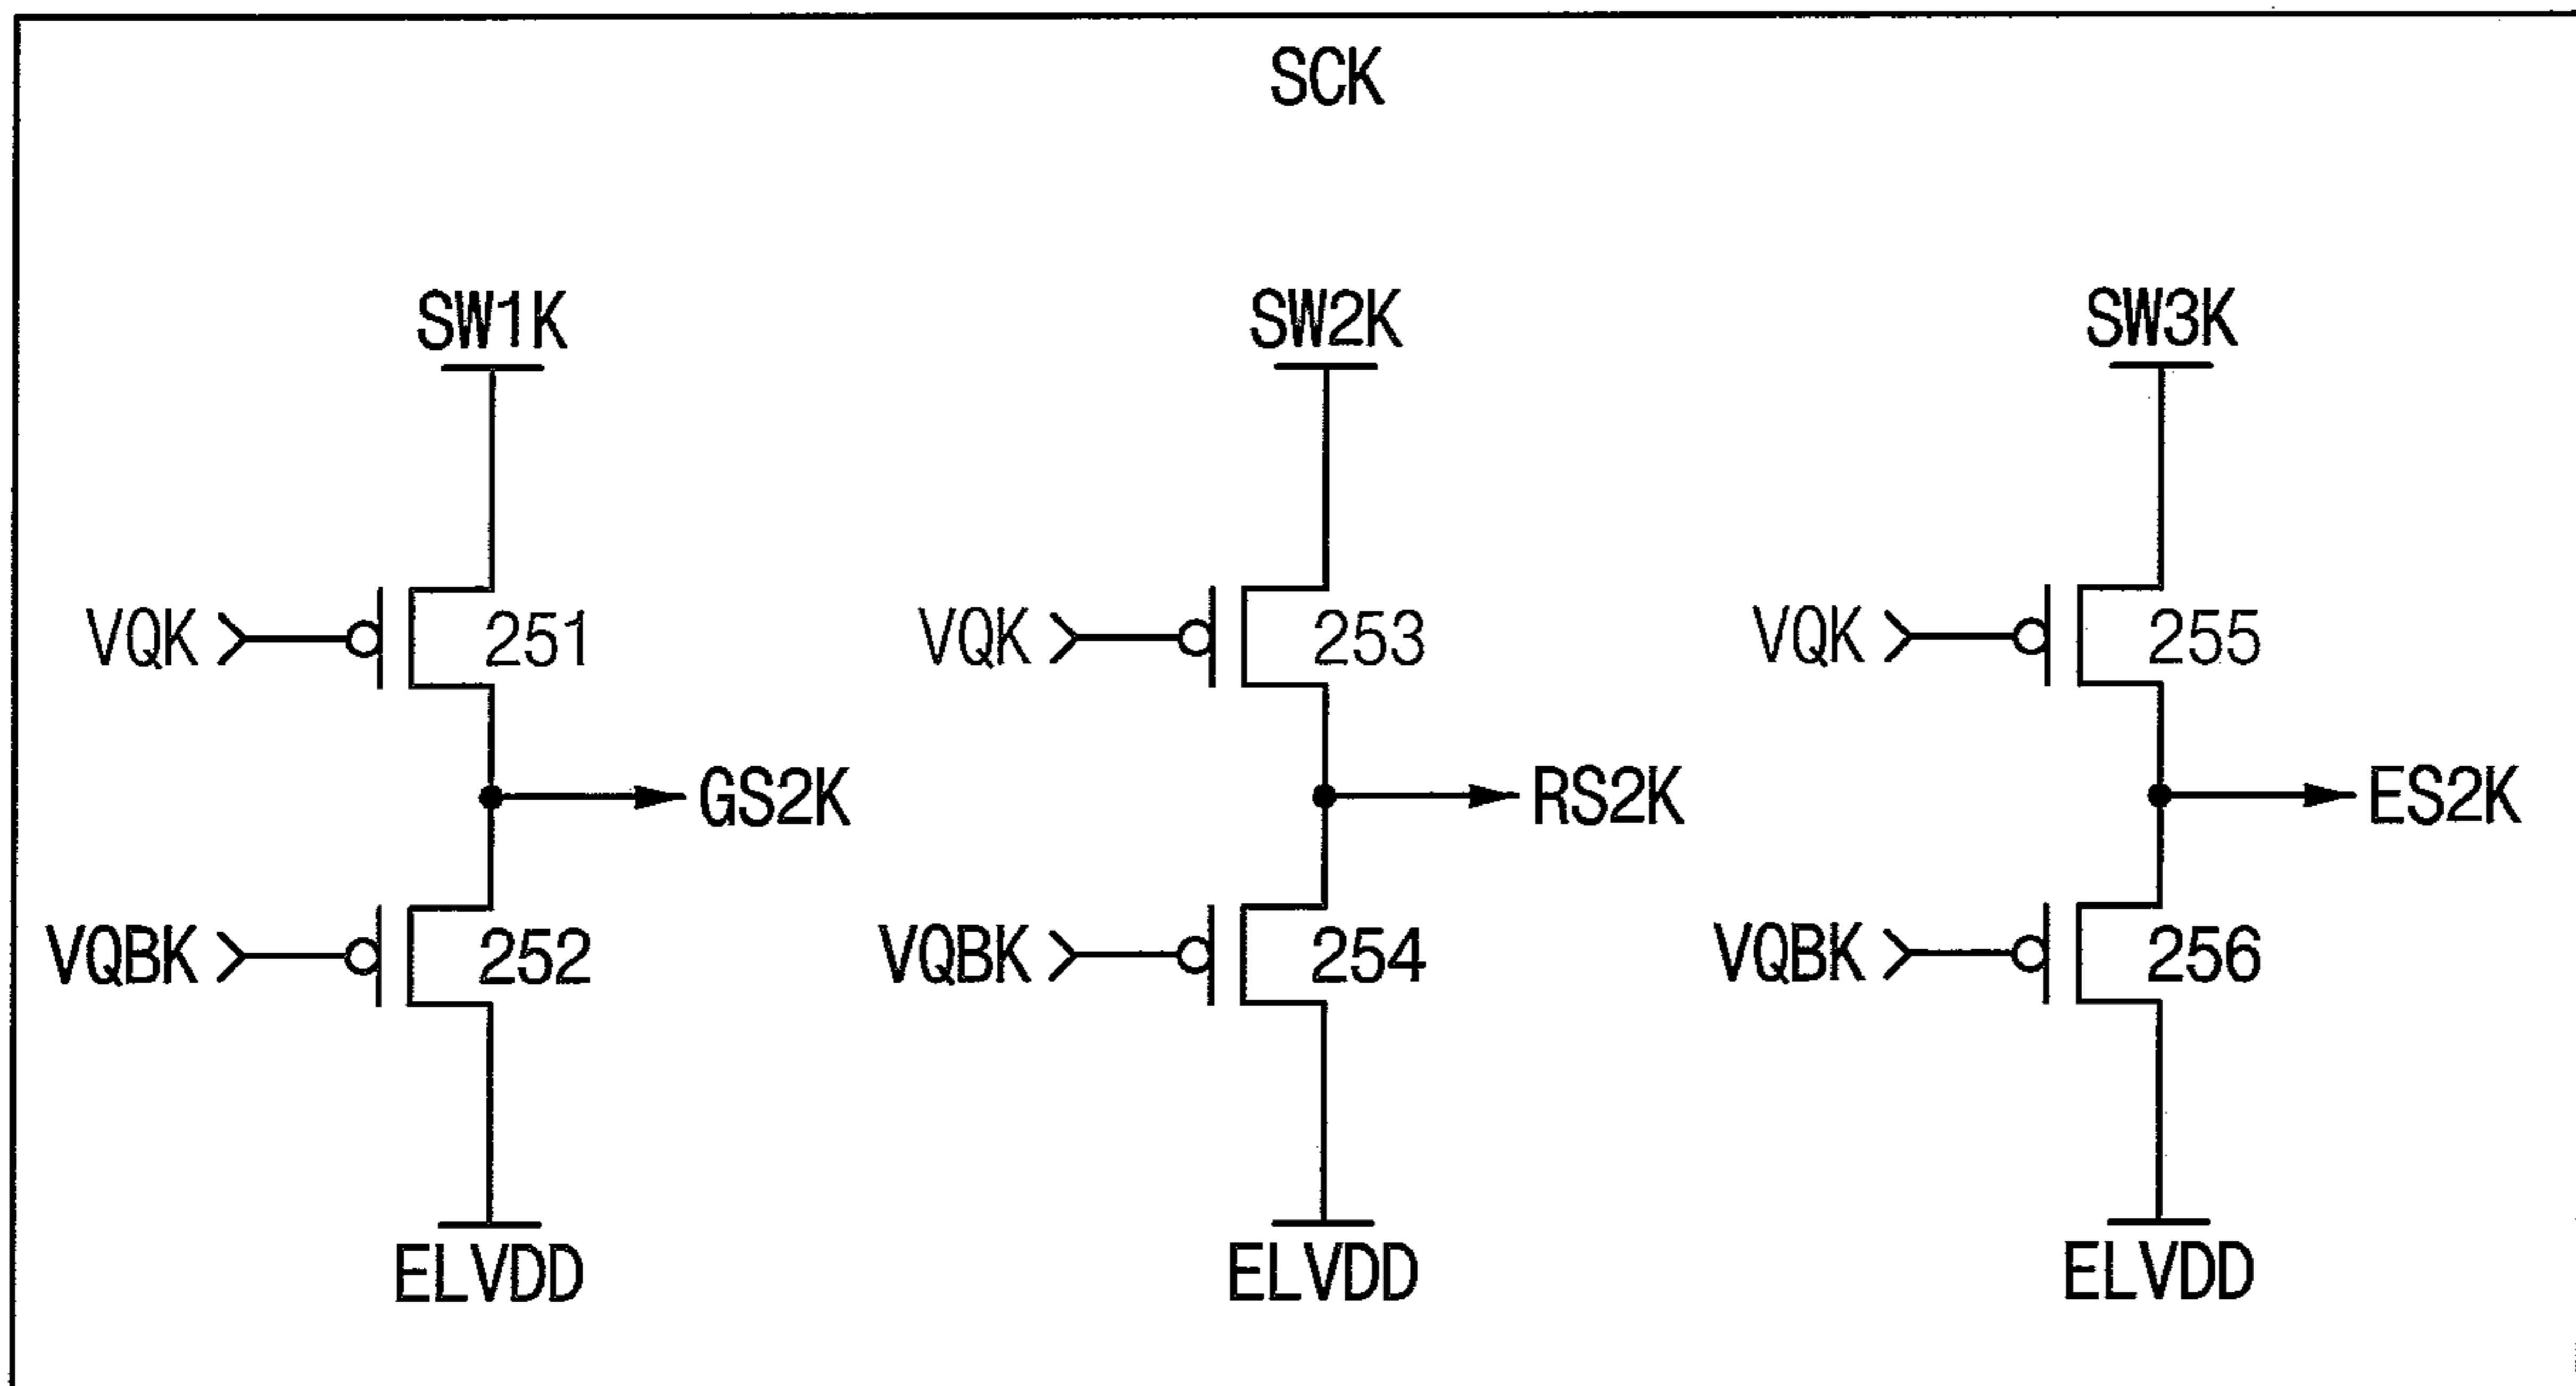 SCK
SW1K SW2K SW3K
VQK 251 VQK 253 VQK 255
GS2K RS2K ES2K
VQBK 252 VQBK 254 VQBK 256
ELVDD ELVDD ELVDD